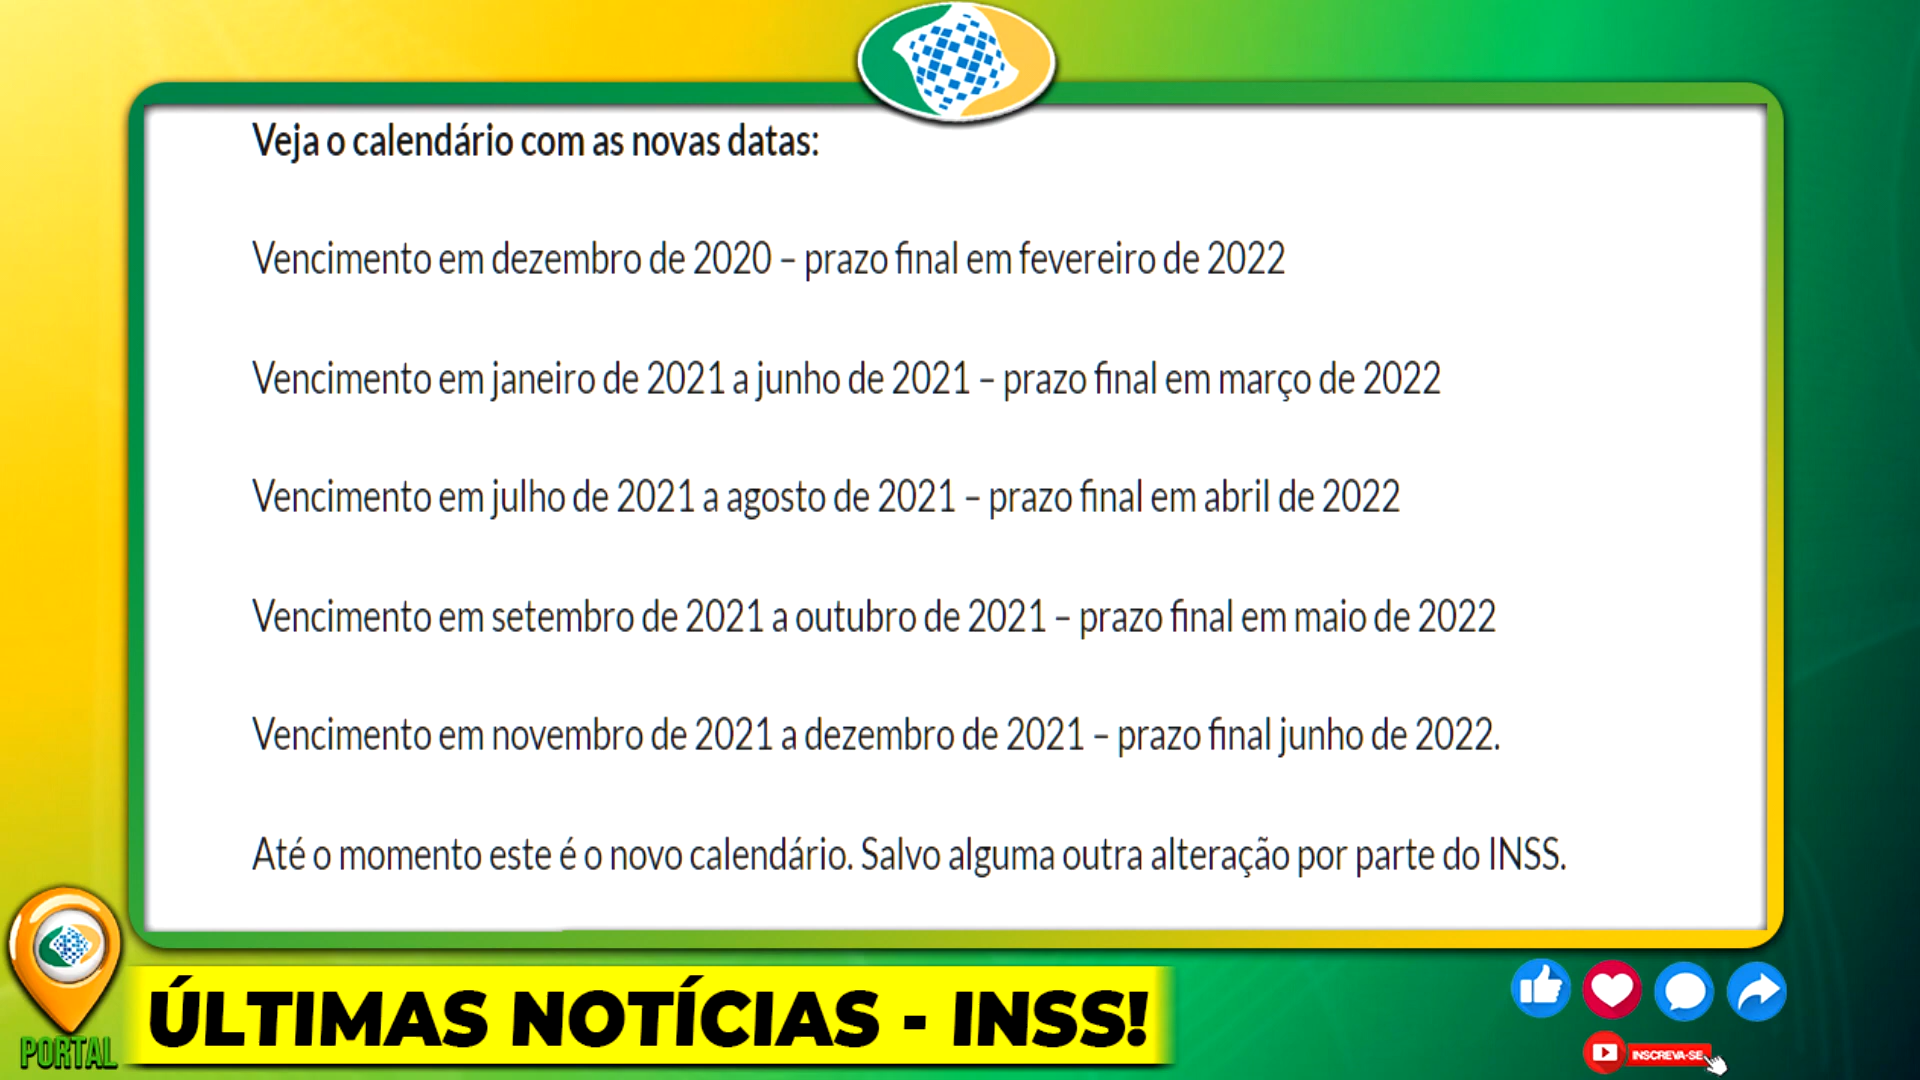 Veja o calendário com as novas datas:
Vencimento em dezembro de 2020 – prazo final em fevereiro de 2022
Vencimento em janeiro de 2021 a junho de 2021 – prazo final em março de 2022
Vencimento em julho de 2021 a agosto de 2021 – prazo final em abril de 2022
Vencimento em setembro de 2021 a outubro de 2021 – prazo final em maio de 2022
Vencimento em novembro de 2021 a dezembro de 2021 – prazo final junho de 2022.
Até o momento este é o novo calendário. Salvo alguma outra alteração por parte do INSS.
ÚLTIMAS NOTÍCIAS - INSS!
PORTAL
INSCREVA-SE